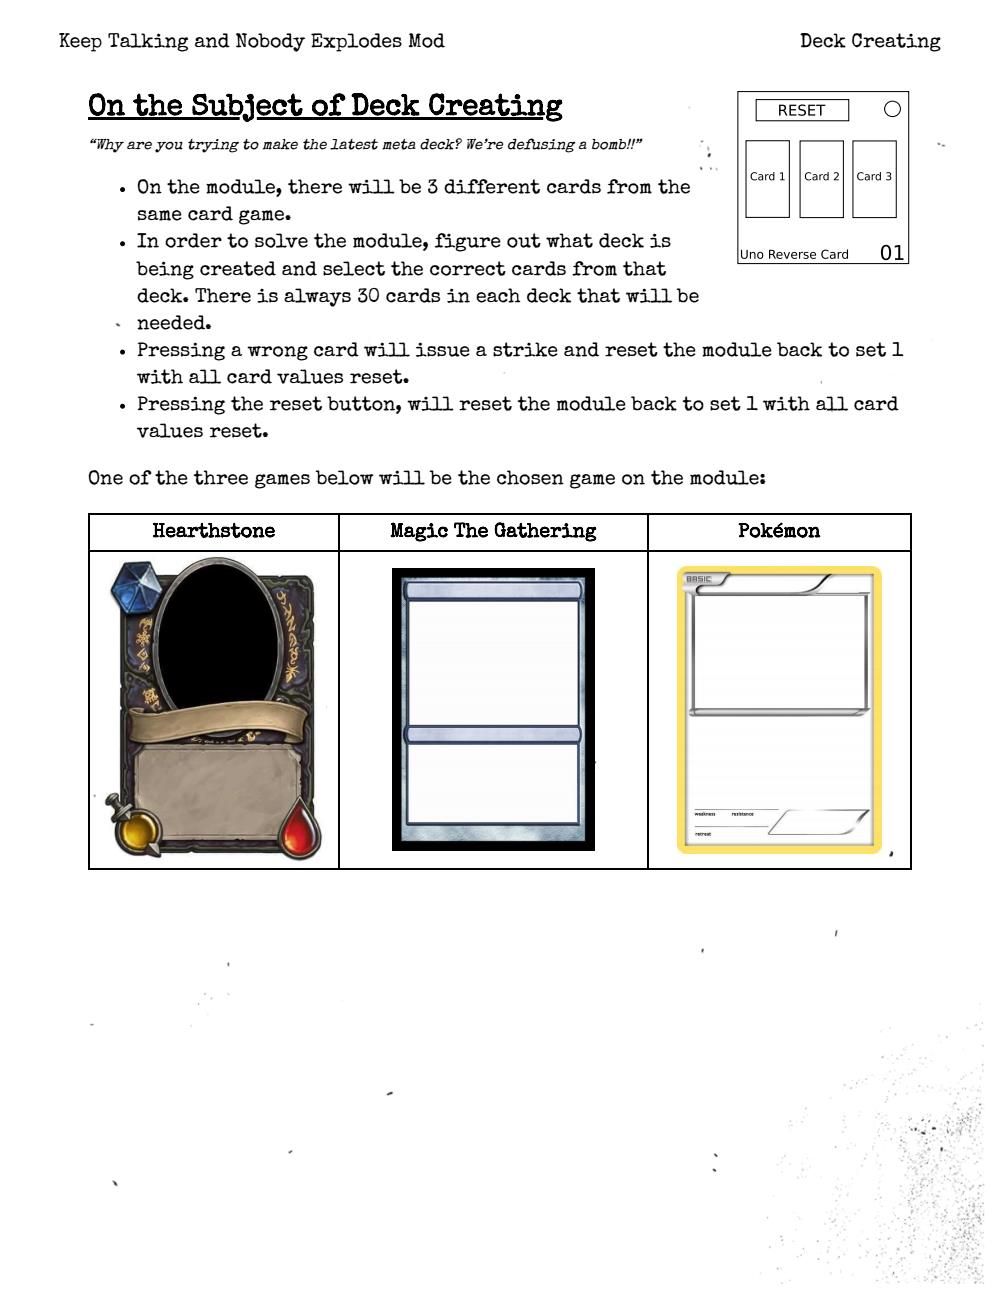 Keep Talking and Nobody Explodes Mod
Deck Creating
On the Subject of Deck Creating
“Why are you trying to make the latest meta deck? We’re defusing a bomb!!”
RESET
Card 1
Card 2
Card 3
Uno Reverse Card
01
• On the module, there will be 3 different cards from the
same card game.
• In order to solve the module, figure out what deck is
being created and select the correct cards from that
deck. There is always 30 cards in each deck that will be
needed.
• Pressing a wrong card will issue a strike and reset the module back to set 1
with all card values reset.
• Pressing the reset button, will reset the module back to set 1 with all card
values reset.
One of the three games below will be the chosen game on the module:
Hearthstone
Magic The Gathering
Pokémon
BASIC
weakness
resistance
retreat